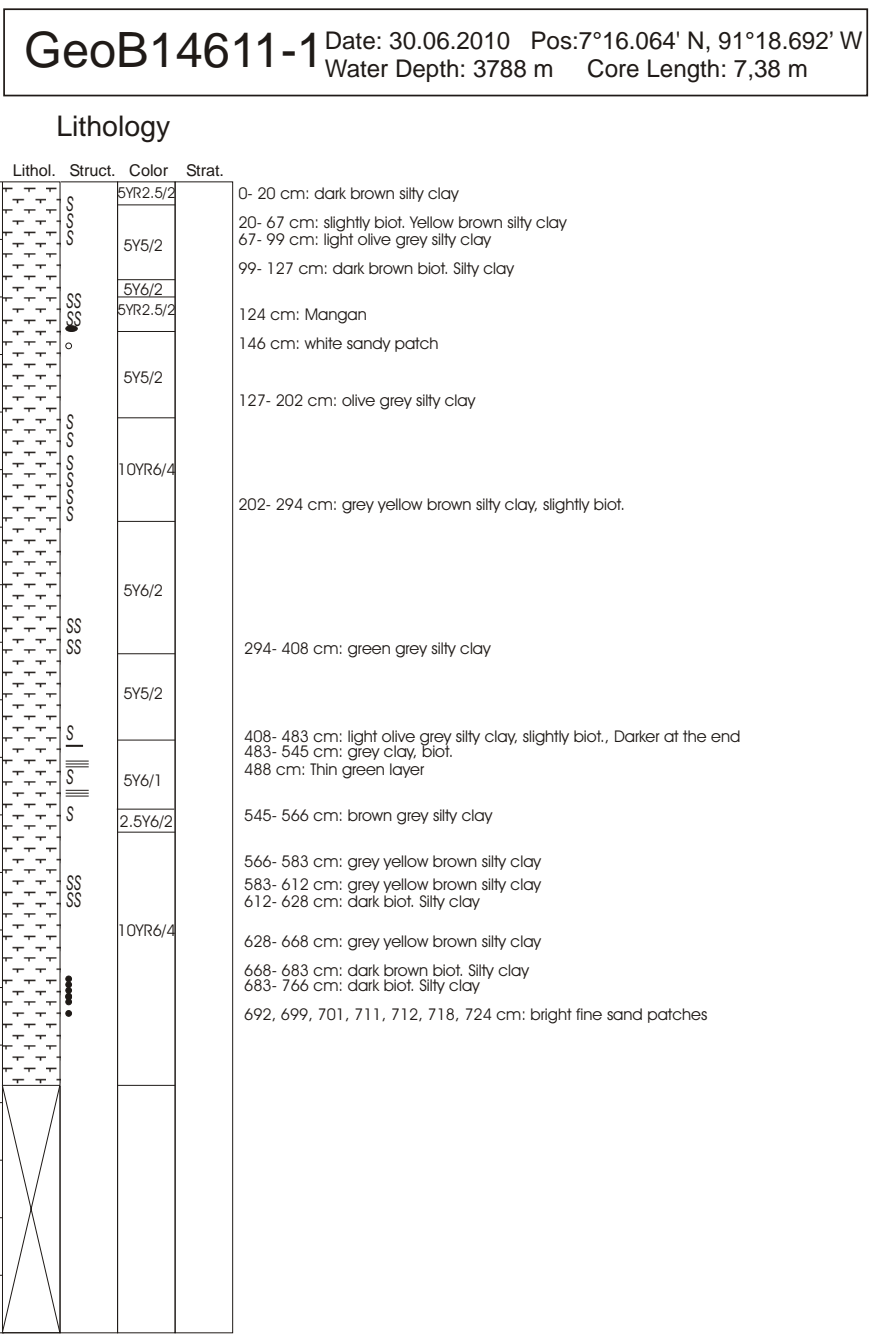 GeoB14611-1
Date: 30.06.2010 Pos:7°16.064' N, 91°18.692’ W
Water Depth: 3788 m Core Length: 7,38 m
Lithology
Lithol. Struct. Color Strat.
5YR2.5/2
0- 20 cm: dark brown silty clay
20- 67 cm: slightly biot. Yellow brown silty clay
67- 99 cm: light olive grey silty clay
5Y5/2
99- 127 cm: dark brown biot. Silty clay
5Y6/2
5YR2.5/2
124 cm: Mangan
146 cm: white sandy patch
5Y5/2
127- 202 cm: olive grey silty clay
10YR6/4
202- 294 cm: grey yellow brown silty clay, slightly biot.
5Y6/2
294- 408 cm: green grey silty clay
5Y5/2
408- 483 cm: light olive grey silty clay, slightly biot., Darker at the end
483- 545 cm: grey clay, biot.
488 cm: Thin green layer
5Y6/1
545- 566 cm: brown grey silty clay
2.5Y6/2
566- 583 cm: grey yellow brown silty clay
583- 612 cm: grey yellow brown silty clay
612- 628 cm: dark biot. Silty clay
10YR6/4
628- 668 cm: grey yellow brown silty clay
668- 683 cm: dark brown biot. Silty clay
683- 766 cm: dark biot. Silty clay
692, 699, 701, 711, 712, 718, 724 cm: bright fine sand patches